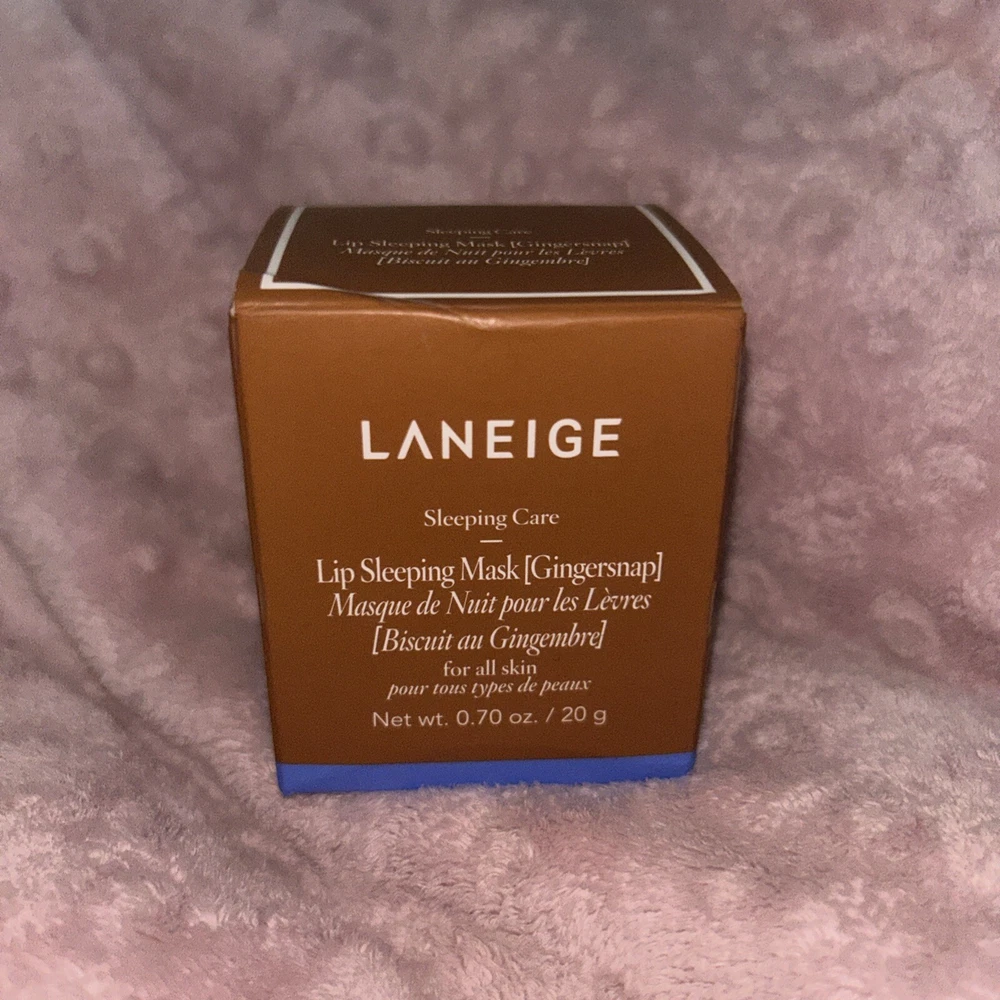 Sleeping Care
Lip Sleeping Mask [Gingersnap]
Masque de Nuit pour les Lèvres
[Biscuit au Gingembre]
LANEIGE
Sleeping Care
Lip Sleeping Mask [Gingersnap]
Masque de Nuit pour les Lèvres
[Biscuit au Gingembre]
for all skin
pour tous types de peaux
Net wt. 0.70 oz. / 20 g